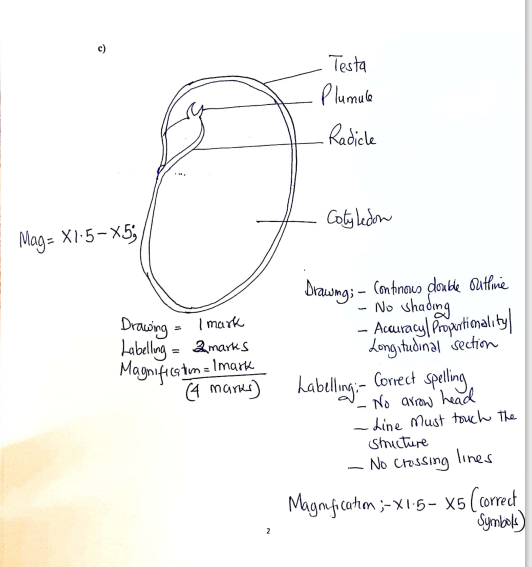 c)
Testa
Plumule
Radicle
Cotyledon
Mag = X1·5 – X5;
Drawing = 1 mark
Labelling = 2 marks
Magnification = 1 mark
(4 marks)
Drawing; – Continous double Outline
– No shading
– Accuracy/Proportionality/
Longitudinal section
Labelling;– Correct spelling
– No arrow head
– Line Must touch the
structure
– No crossing lines
Magnification ;– X1·5 – X5 (correct
symbols)
2